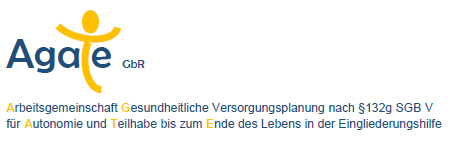 Agate GbR
Arbeitsgemeinschaft Gesundheitliche Versorgungsplanung nach §132g SGB V
für Autonomie und Teilhabe bis zum Ende des Lebens in der Eingliederungshilfe